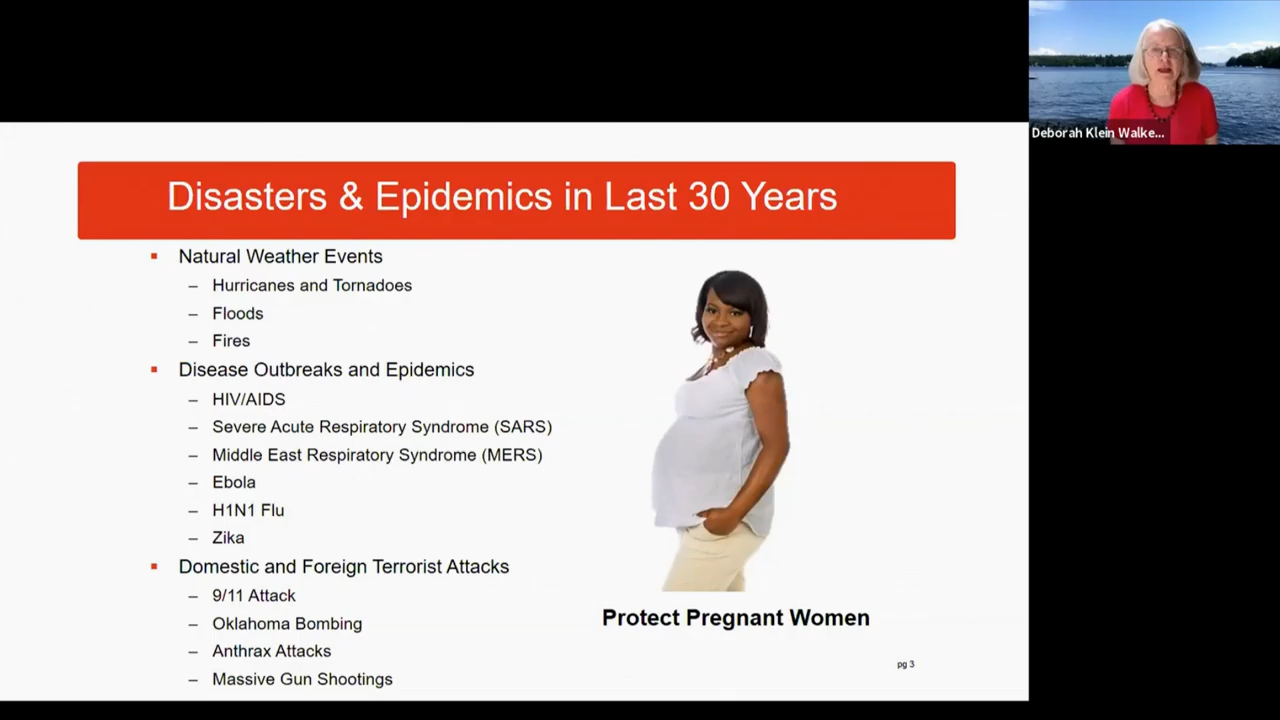 Disasters & Epidemics in Last 30 Years
Natural Weather Events
– Hurricanes and Tornadoes
– Floods
– Fires
Disease Outbreaks and Epidemics
– HIV/AIDS
– Severe Acute Respiratory Syndrome (SARS)
– Middle East Respiratory Syndrome (MERS)
– Ebola
– H1N1 Flu
– Zika
Domestic and Foreign Terrorist Attacks
– 9/11 Attack
– Oklahoma Bombing
– Anthrax Attacks
– Massive Gun Shootings
Protect Pregnant Women
pg 3
Deborah Klein Walke...